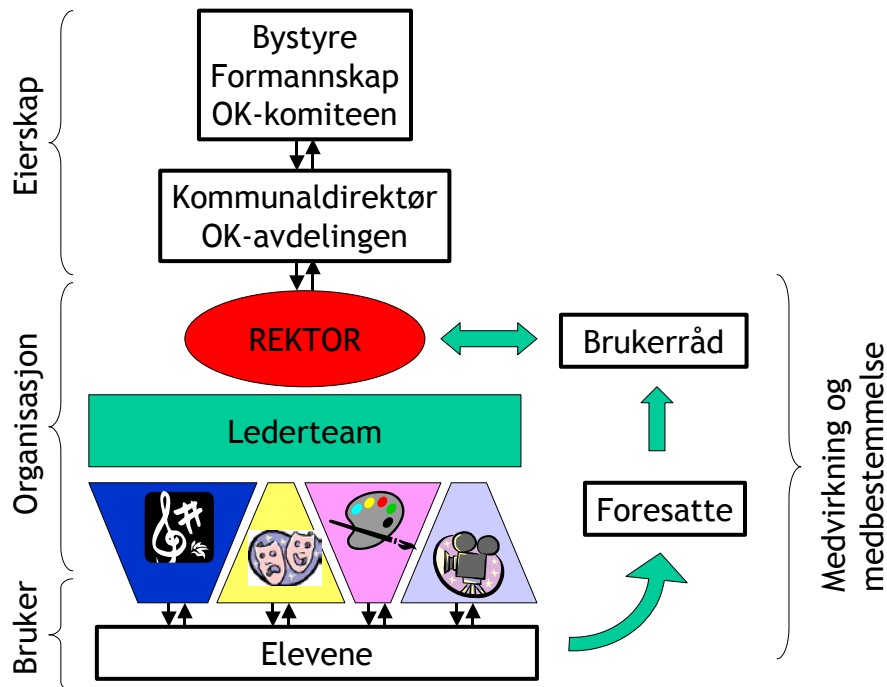 Eierskap
Bystyre
Formannskap
OK-komiteen
Kommunaldirektør
OK-avdelingen
Organisasjon
REKTOR
Brukerråd
Lederteam
Foresatte
Medvirkning og
medbestemmelse
Bruker
Elevene